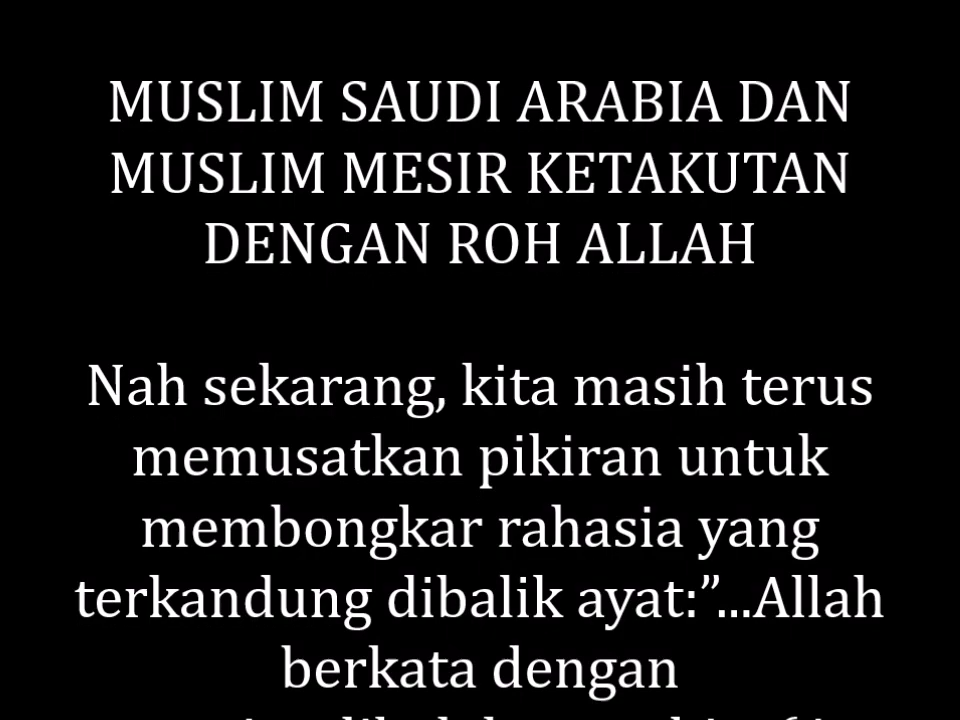 MUSLIM SAUDI ARABIA DAN
MUSLIM MESIR KETAKUTAN
DENGAN ROH ALLAH
Nah sekarang, kita masih terus
memusatkan pikiran untuk
membongkar rahasia yang
terkandung dibalik ayat:”...Allah
berkata dengan